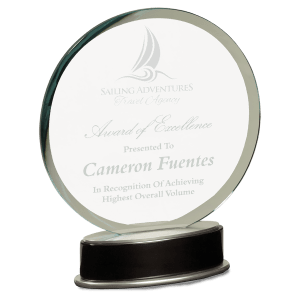 SAILING ADVENTURES
Travel Agency
Award of Excellence
Presented To
Cameron Fuentes
In Recognition Of Achieving
Highest Overall Volume